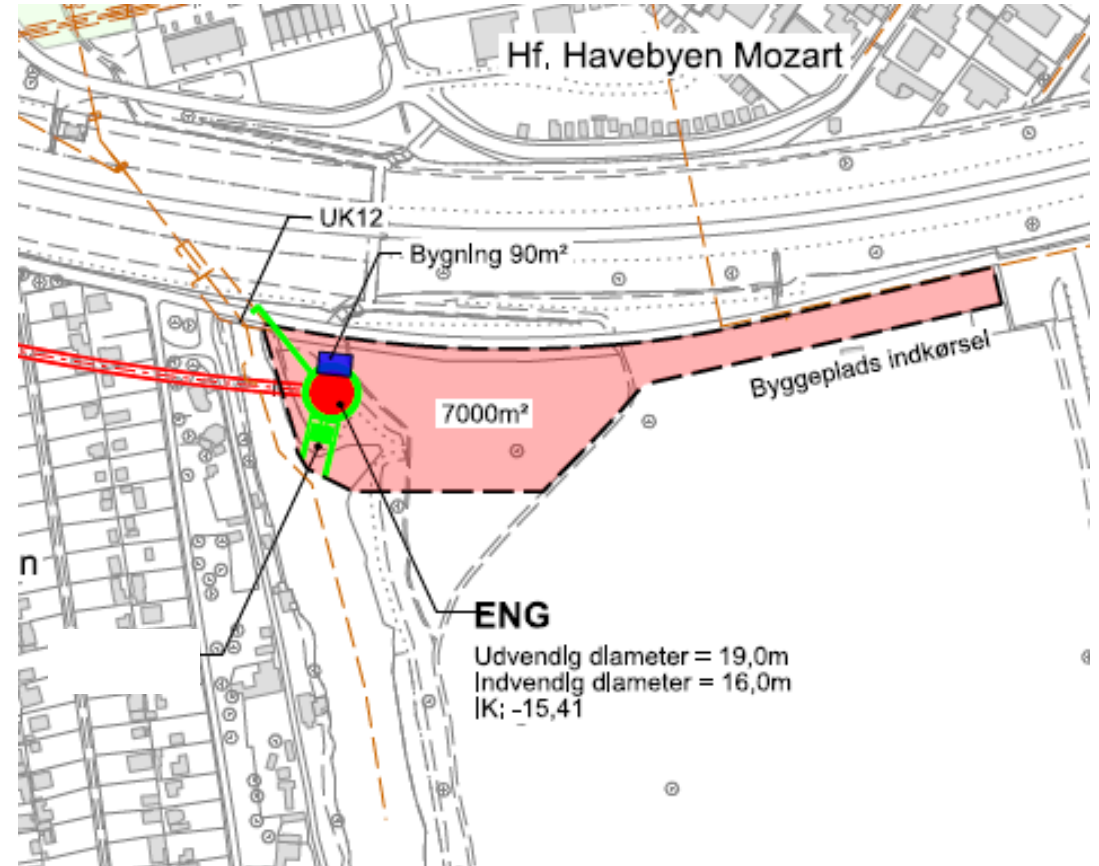 Hf. Havebyen Mozart
UK12
Bygning 90m²
Byggeplads indkørsel
7000m²
n
ENG
Udvendig diameter = 19,0m
Indvendig diameter = 16,0m
IK: -15,41